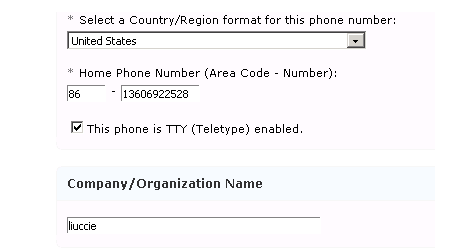 * Select a Country/Region format for this phone number:
United States
* Home Phone Number (Area Code - Number):
86 - 13606922528
This phone is TTY (Teletype) enabled.
Company/Organization Name
liuccie